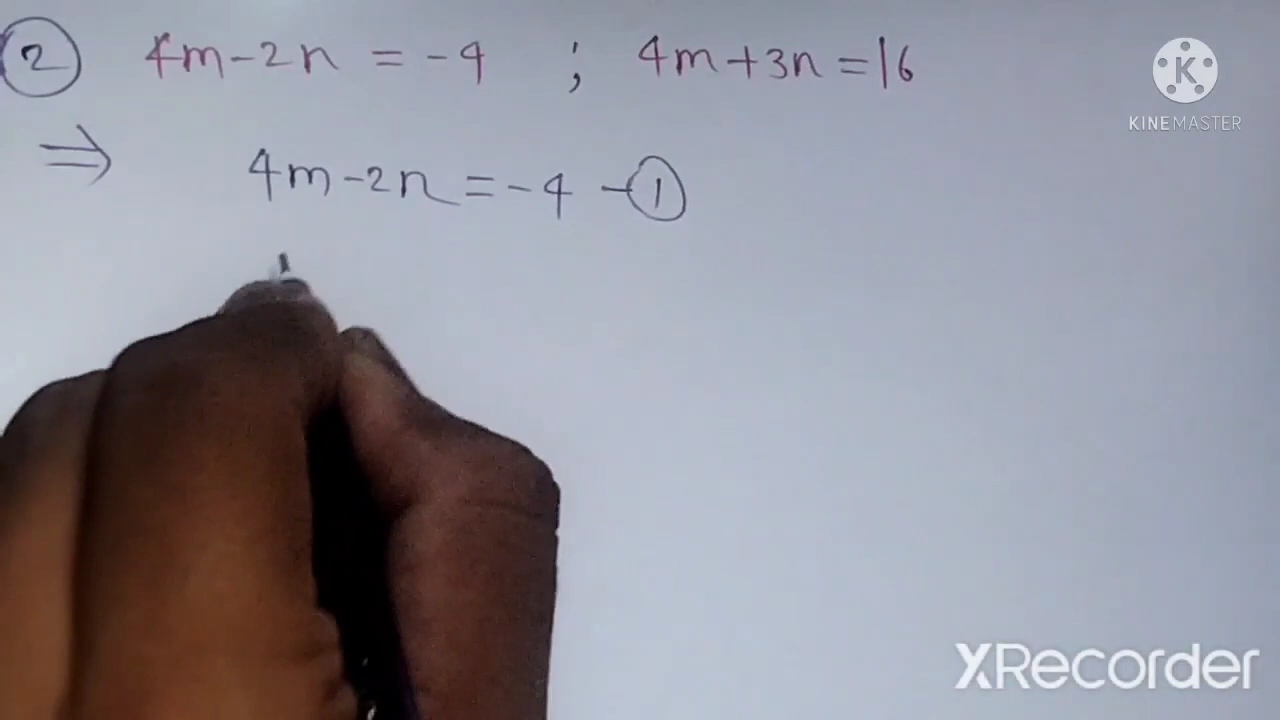 ② 4m-2n = -4 ; 4m+3n=16
KINEMASTER
⇒ 4m-2n=-4 -①
XRecorder